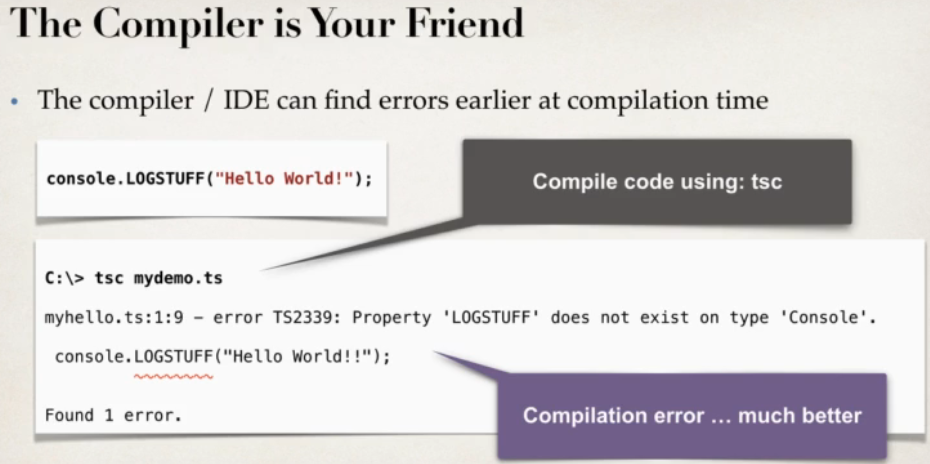 The Compiler is Your Friend
• The compiler / IDE can find errors earlier at compilation time
console.LOGSTUFF("Hello World!");
Compile code using: tsc
C:\> tsc mydemo.ts
myhello.ts:1:9 – error TS2339: Property 'LOGSTUFF' does not exist on type 'Console'.
console.LOGSTUFF("Hello World!!");
Found 1 error.
Compilation error … much better